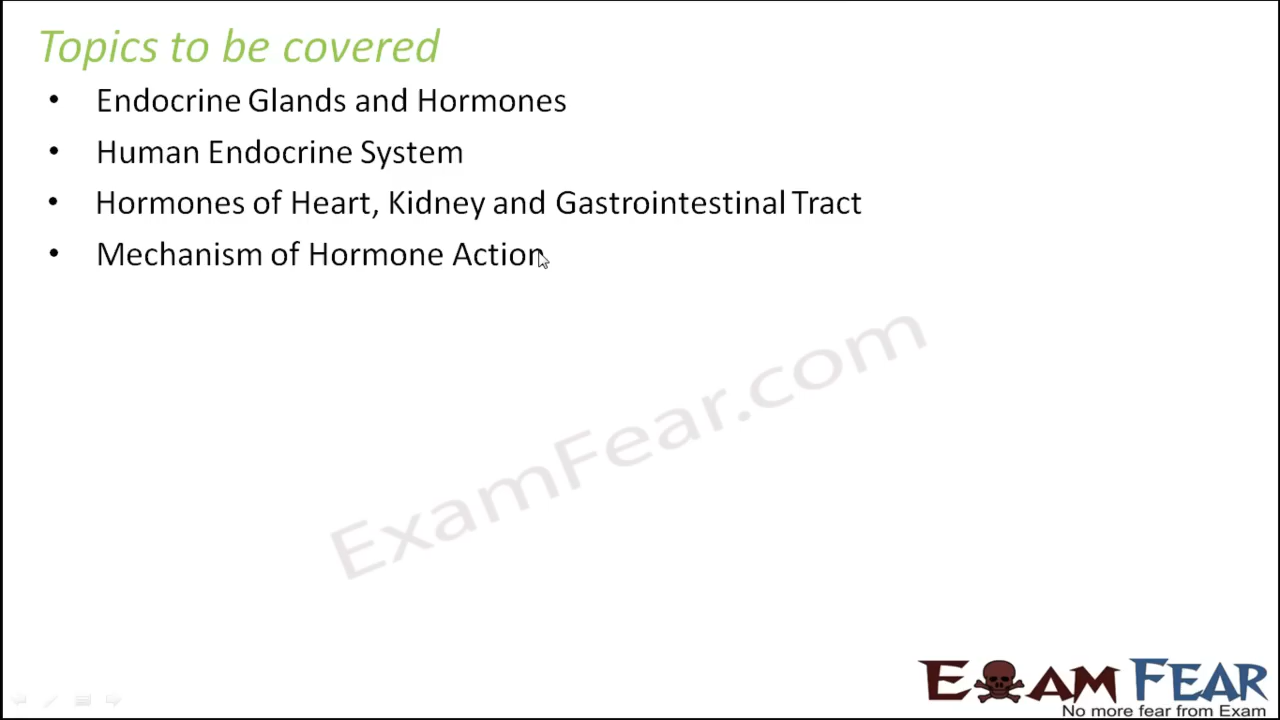 Topics to be covered
• Endocrine Glands and Hormones
• Human Endocrine System
• Hormones of Heart, Kidney and Gastrointestinal Tract
• Mechanism of Hormone Action
ExamFear.com
EXAM FEAR
No more fear from Exam